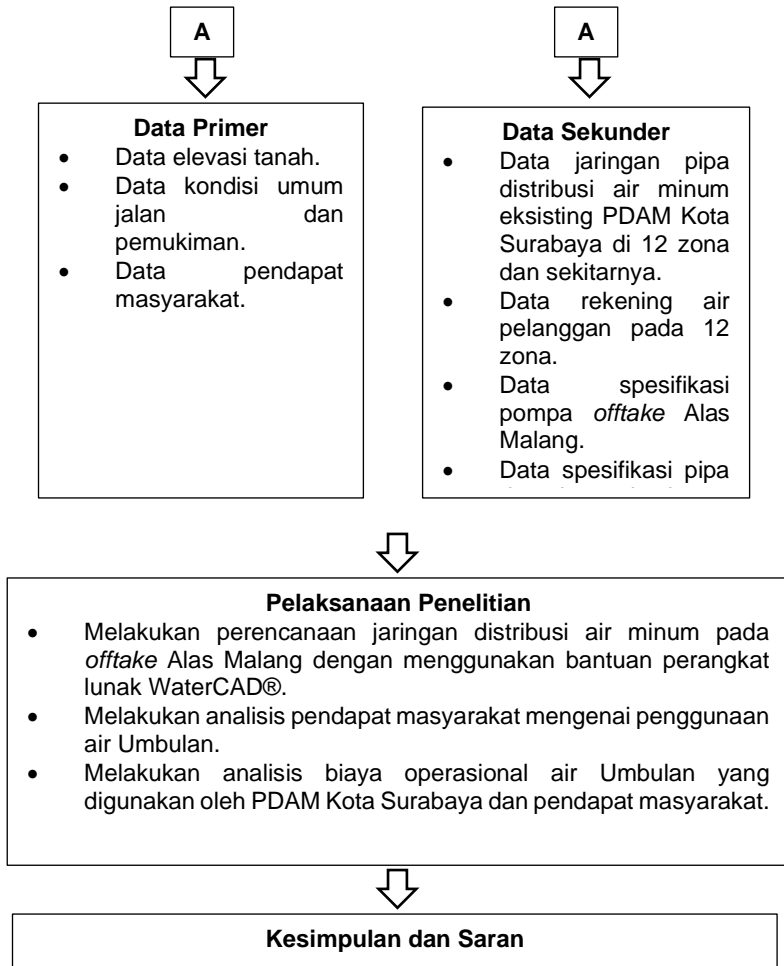 A
Data Primer
• Data elevasi tanah.
• Data kondisi umum
jalan dan
pemukiman.
• Data pendapat
masyarakat.
A
Data Sekunder
• Data jaringan pipa
distribusi air minum
eksisting PDAM Kota
Surabaya di 12 zona
dan sekitarnya.
• Data rekening air
pelanggan pada 12
zona.
• Data spesifikasi
pompa offtake Alas
Malang.
• Data spesifikasi pipa
Pelaksanaan Penelitian
• Melakukan perencanaan jaringan distribusi air minum pada
offtake Alas Malang dengan menggunakan bantuan perangkat
lunak WaterCAD®.
• Melakukan analisis pendapat masyarakat mengenai penggunaan
air Umbulan.
• Melakukan analisis biaya operasional air Umbulan yang
digunakan oleh PDAM Kota Surabaya dan pendapat masyarakat.
Kesimpulan dan Saran